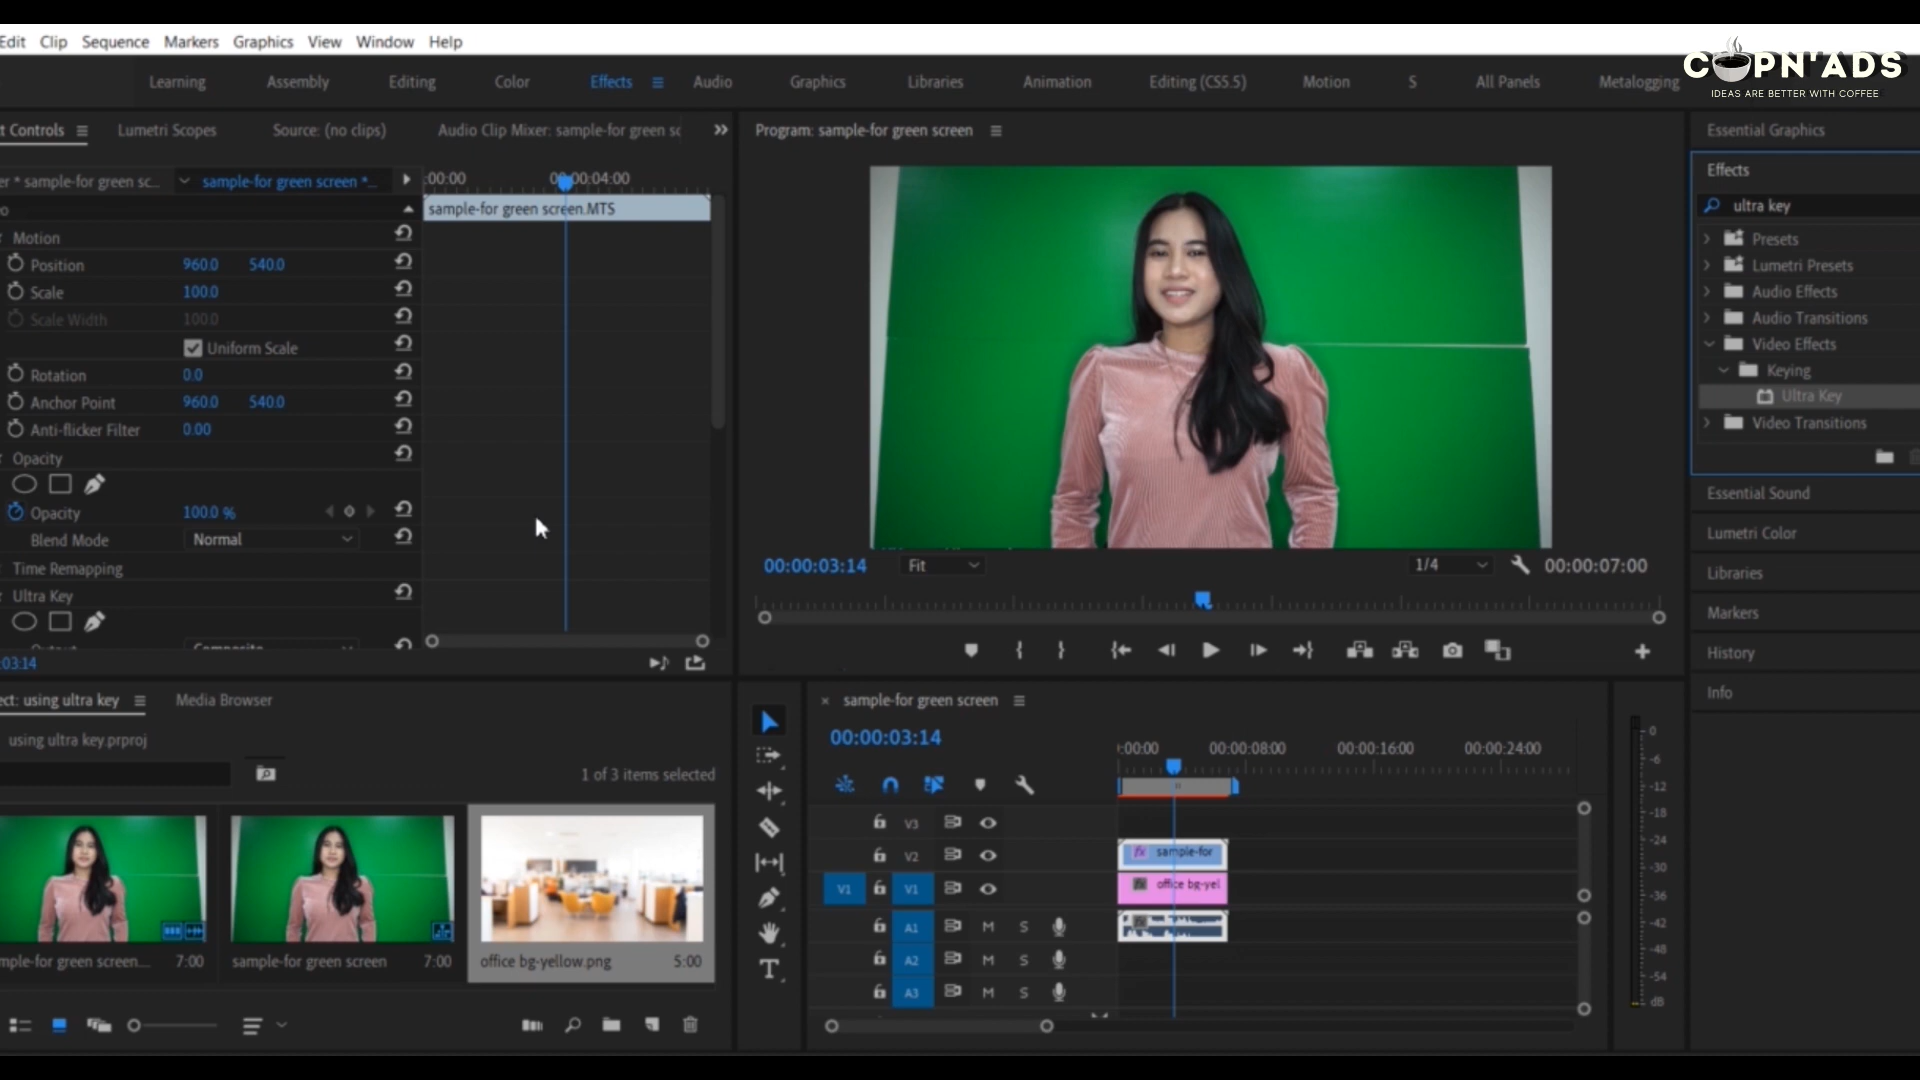 Edit Clip Sequence Markers Graphics View Window Help
COPN'ADS
IDEAS ARE BETTER WITH COFFEE
Learning Assembly Editing Color Effects Audio Graphics Libraries Animation Editing (CS5.5) Motion S All Panels Metalogging
t Controls Lumetri Scopes Source: (no clips) Audio Clip Mixer: sample-for green sc
er * sample-for green sc... sample-for green screen *...
:00:00 00:00:04:00
sample-for green screen.MTS
Motion
Position 960.0 540.0
Scale 100.0
Scale Width 100.0
Uniform Scale
Rotation 0.0
Anchor Point 960.0 540.0
Anti-flicker Filter 0.00
Opacity
Opacity 100.0 %
Blend Mode Normal
Time Remapping
Ultra Key
:03:14
Program: sample-for green screen
00:00:03:14 Fit 1/4 00:00:07:00
Essential Graphics
Effects
ultra key
Presets
Lumetri Presets
Audio Effects
Audio Transitions
Video Effects
Keying
Ultra Key
Video Transitions
Essential Sound
Lumetri Color
Libraries
Markers
History
Info
ect: using ultra key Media Browser
using ultra key.prproj
1 of 3 items selected
mple-for green screen.... 7:00
sample-for green screen 7:00
office bg-yellow.png 5:00
sample-for green screen
00:00:03:14
:00:00 00:00:08:00 00:00:16:00 00:00:24:00
V3
V2 fx sample-for
V1 V1 fx office bg-yel
A1 M S
A2 M S
A3 M S
0
-6
-12
-18
-24
-30
-36
-42
-48
-54
dB